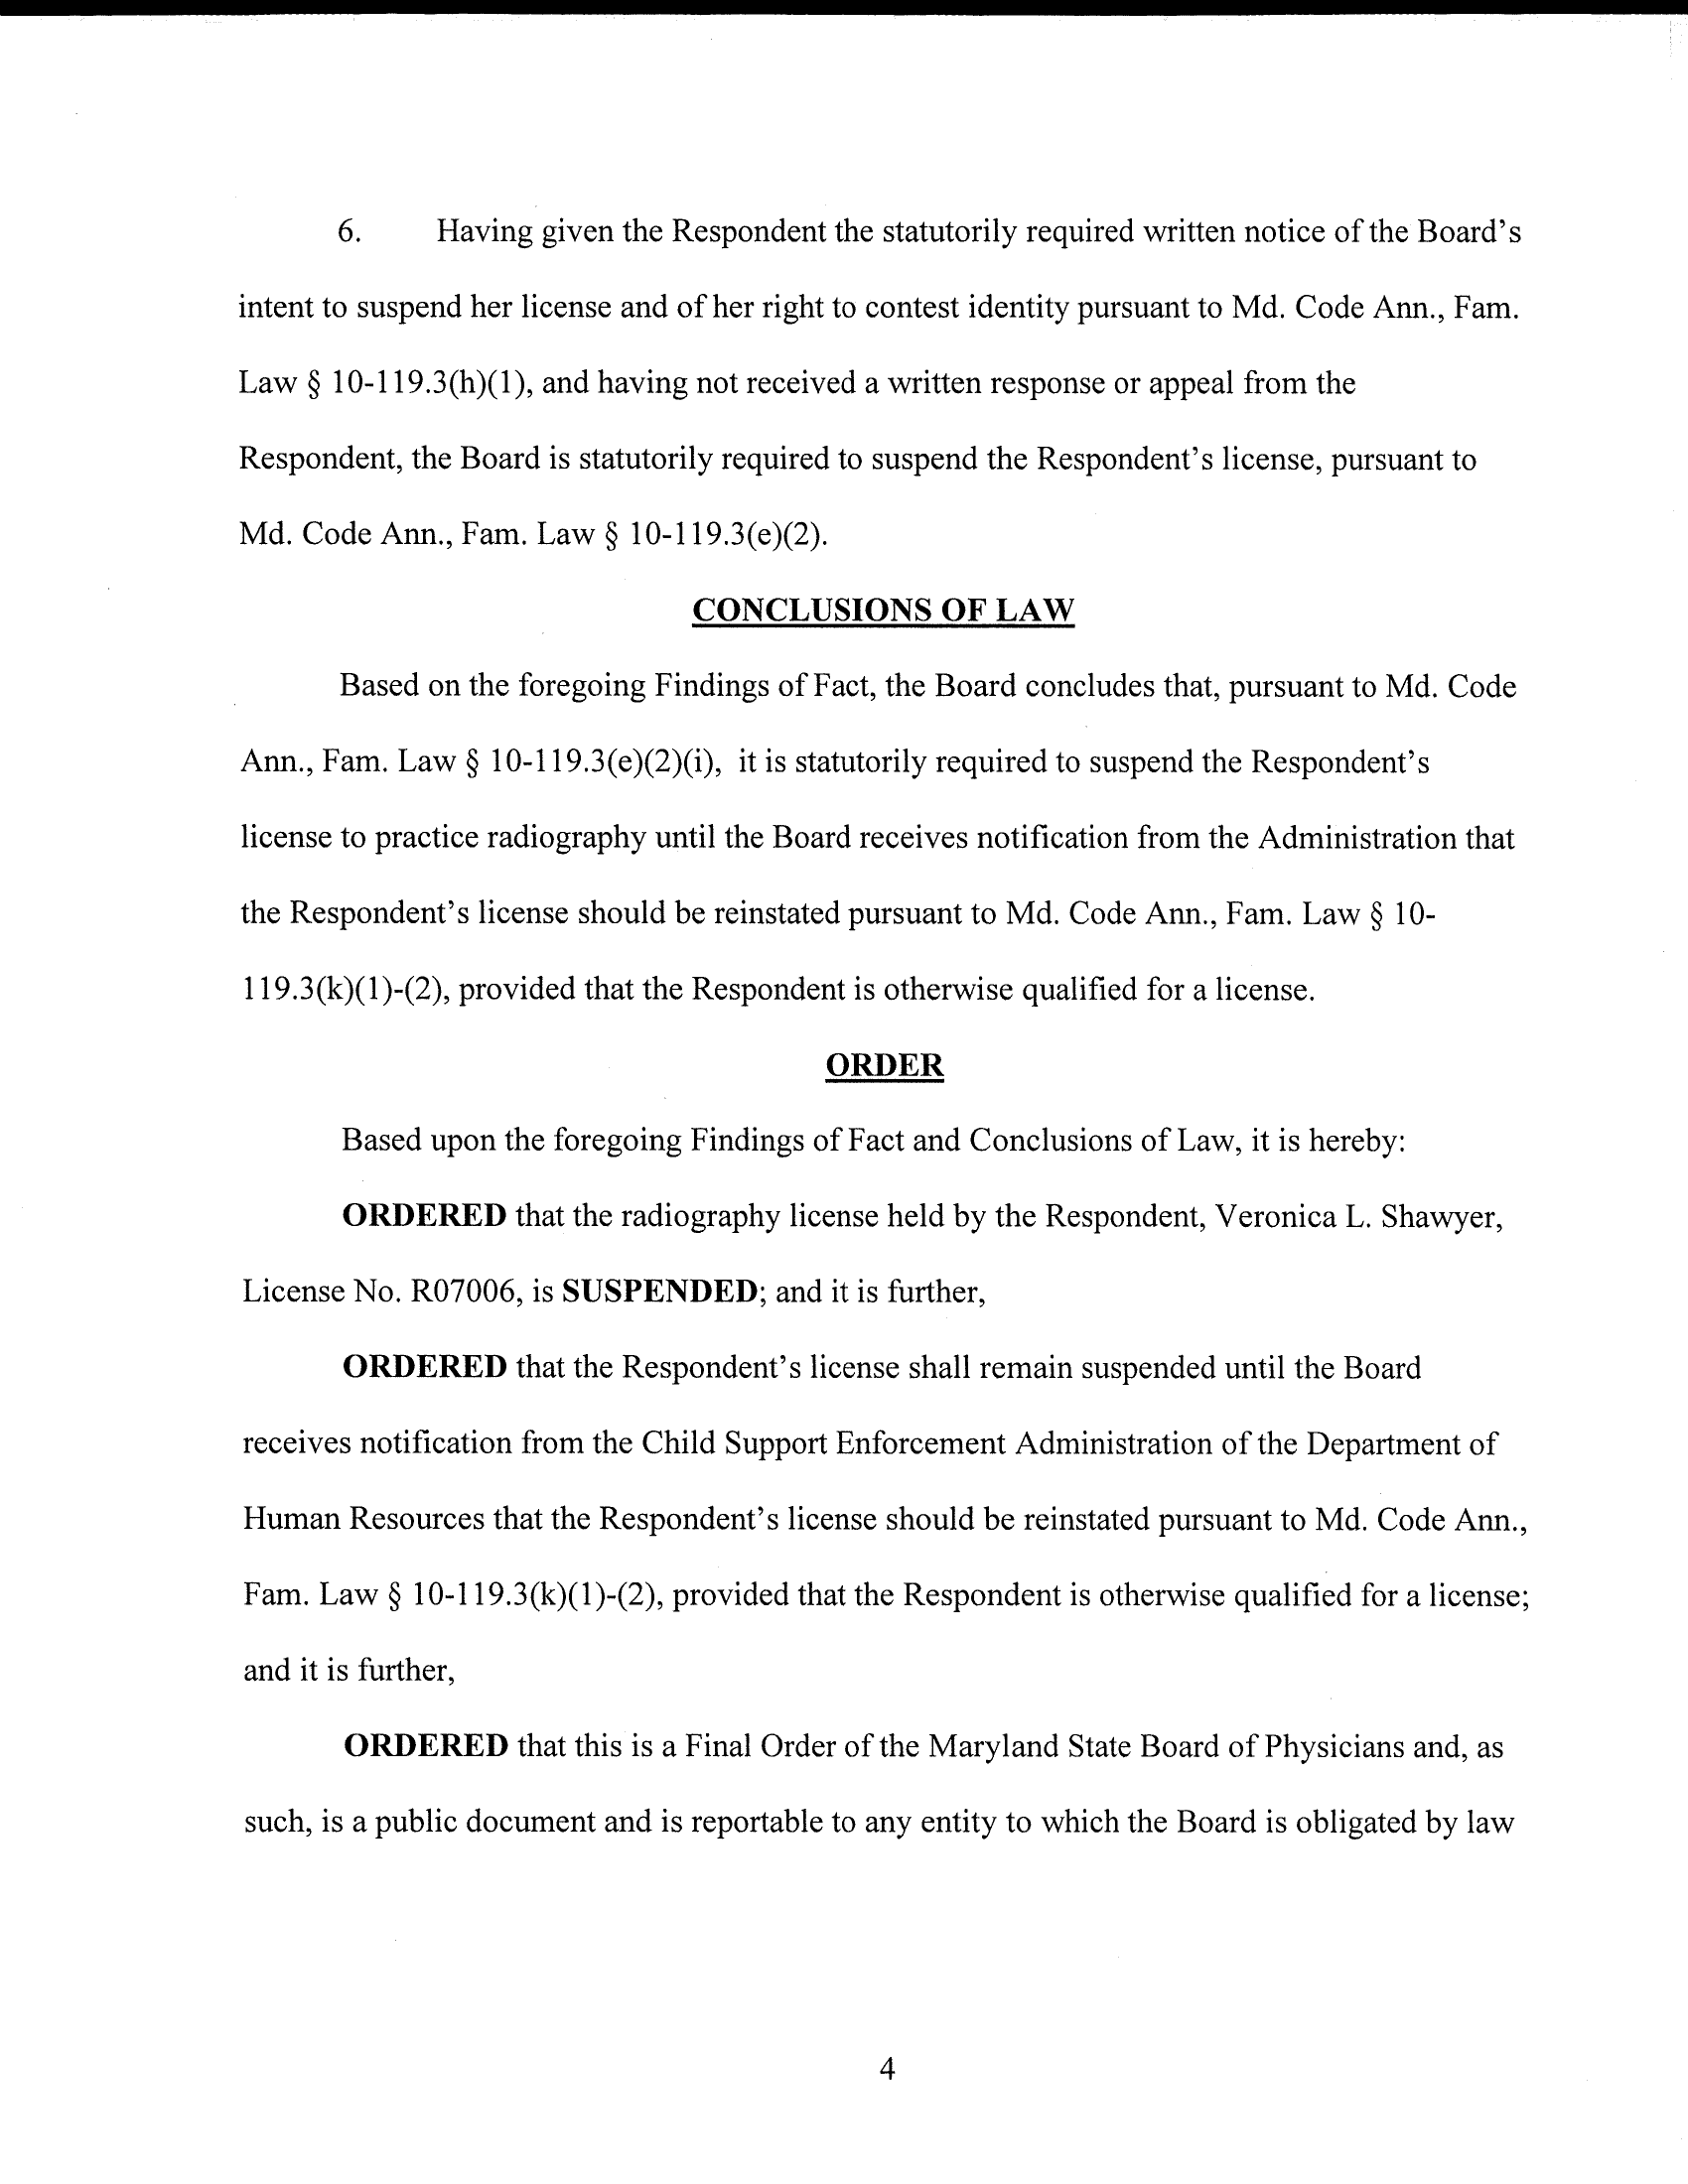 6. Having given the Respondent the statutorily required written notice of the Board's
intent to suspend her license and of her right to contest identity pursuant to Md. Code Ann., Fam.
Law § 10-119.3(h)(1), and having not received a written response or appeal from the
Respondent, the Board is statutorily required to suspend the Respondent's license, pursuant to
Md. Code Ann., Fam. Law § 10-119.3(e)(2).
CONCLUSIONS OF LAW
Based on the foregoing Findings of Fact, the Board concludes that, pursuant to Md. Code
Ann., Fam. Law § 10-119.3(e)(2)(i), it is statutorily required to suspend the Respondent's
license to practice radiography until the Board receives notification from the Administration that
the Respondent's license should be reinstated pursuant to Md. Code Ann., Fam. Law § 10-
119.3(k)(1)-(2), provided that the Respondent is otherwise qualified for a license.
ORDER
Based upon the foregoing Findings of Fact and Conclusions of Law, it is hereby:
ORDERED that the radiography license held by the Respondent, Veronica L. Shawyer,
License No. R07006, is SUSPENDED; and it is further,
ORDERED that the Respondent's license shall remain suspended until the Board
receives notification from the Child Support Enforcement Administration of the Department of
Human Resources that the Respondent's license should be reinstated pursuant to Md. Code Ann.,
Fam. Law § 10-119.3(k)(1)-(2), provided that the Respondent is otherwise qualified for a license;
and it is further,
ORDERED that this is a Final Order of the Maryland State Board of Physicians and, as
such, is a public document and is reportable to any entity to which the Board is obligated by law
4